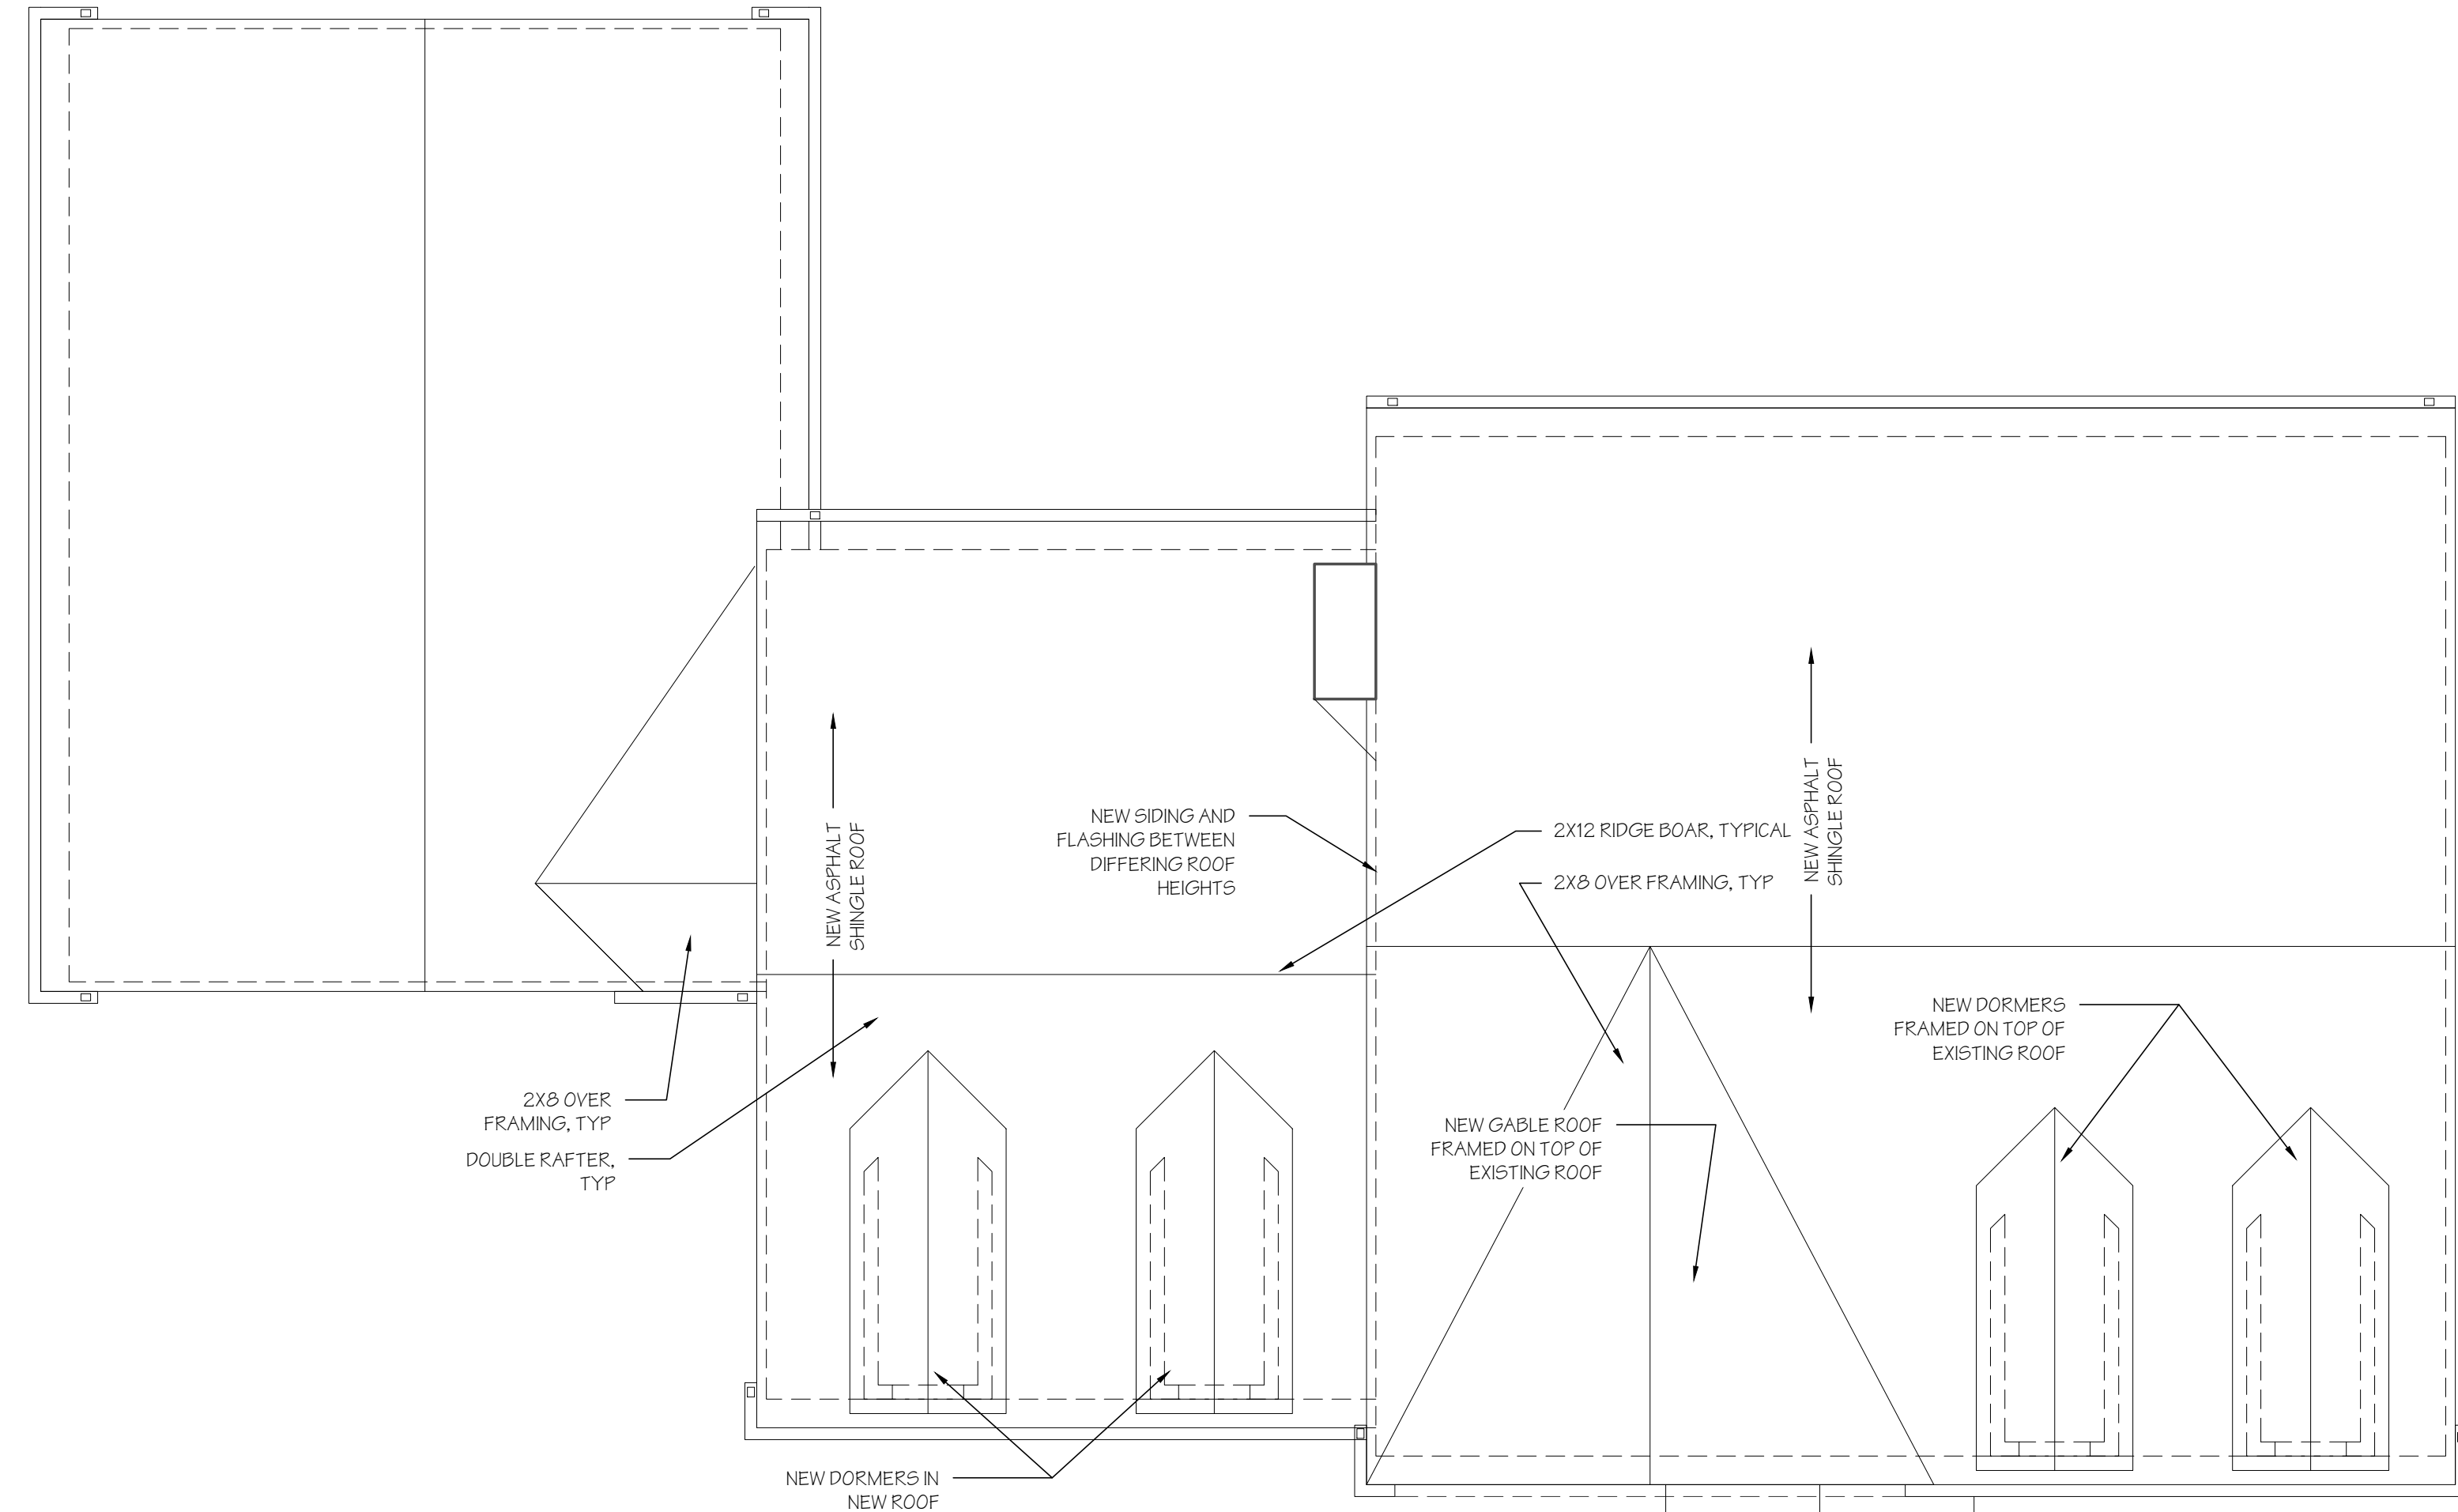 NEW SIDING AND
FLASHING BETWEEN
DIFFERING ROOF
HEIGHTS
2X12 RIDGE BOAR, TYPICAL
2X8 OVER FRAMING, TYP
NEW ASPHALT
SHINGLE ROOF
NEW ASPHALT
SHINGLE ROOF
NEW DORMERS
FRAMED ON TOP OF
EXISTING ROOF
2X8 OVER
FRAMING, TYP
DOUBLE RAFTER,
TYP
NEW GABLE ROOF
FRAMED ON TOP OF
EXISTING ROOF
NEW DORMERS IN
NEW ROOF